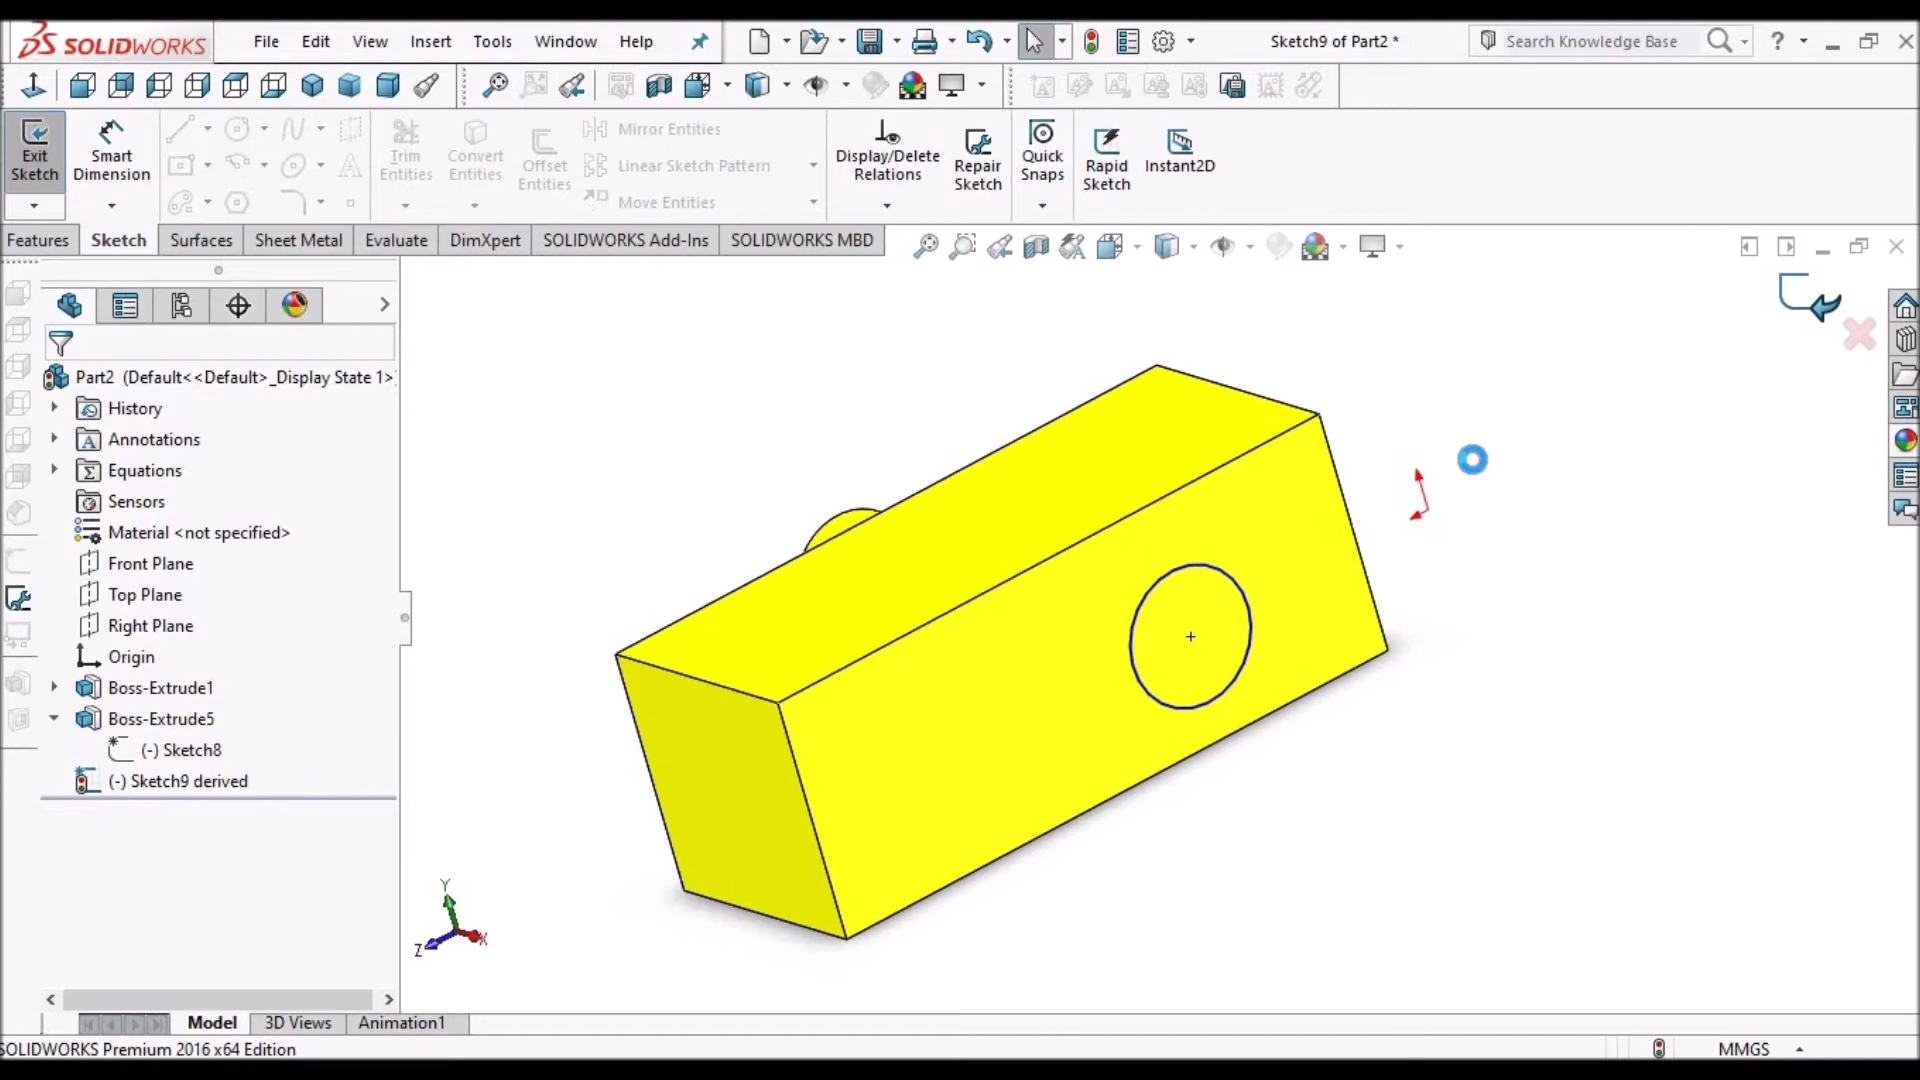 SOLIDWORKS File Edit View Insert Tools Window Help Sketch9 of Part2 * Search Knowledge Base ?
Exit Sketch Smart Dimension Trim Entities Convert Entities Offset Entities Mirror Entities Linear Sketch Pattern Move Entities Display/Delete Relations Repair Sketch Quick Snaps Rapid Sketch Instant2D
Features Sketch Surfaces Sheet Metal Evaluate DimXpert SOLIDWORKS Add-Ins SOLIDWORKS MBD
Part2 (Default<<Default>_Display State 1>
History
Annotations
Equations
Sensors
Material <not specified>
Front Plane
Top Plane
Right Plane
Origin
Boss-Extrude1
Boss-Extrude5
(-) Sketch8
(-) Sketch9 derived
Y
Z X
Model 3D Views Animation1
SOLIDWORKS Premium 2016 x64 Edition MMGS